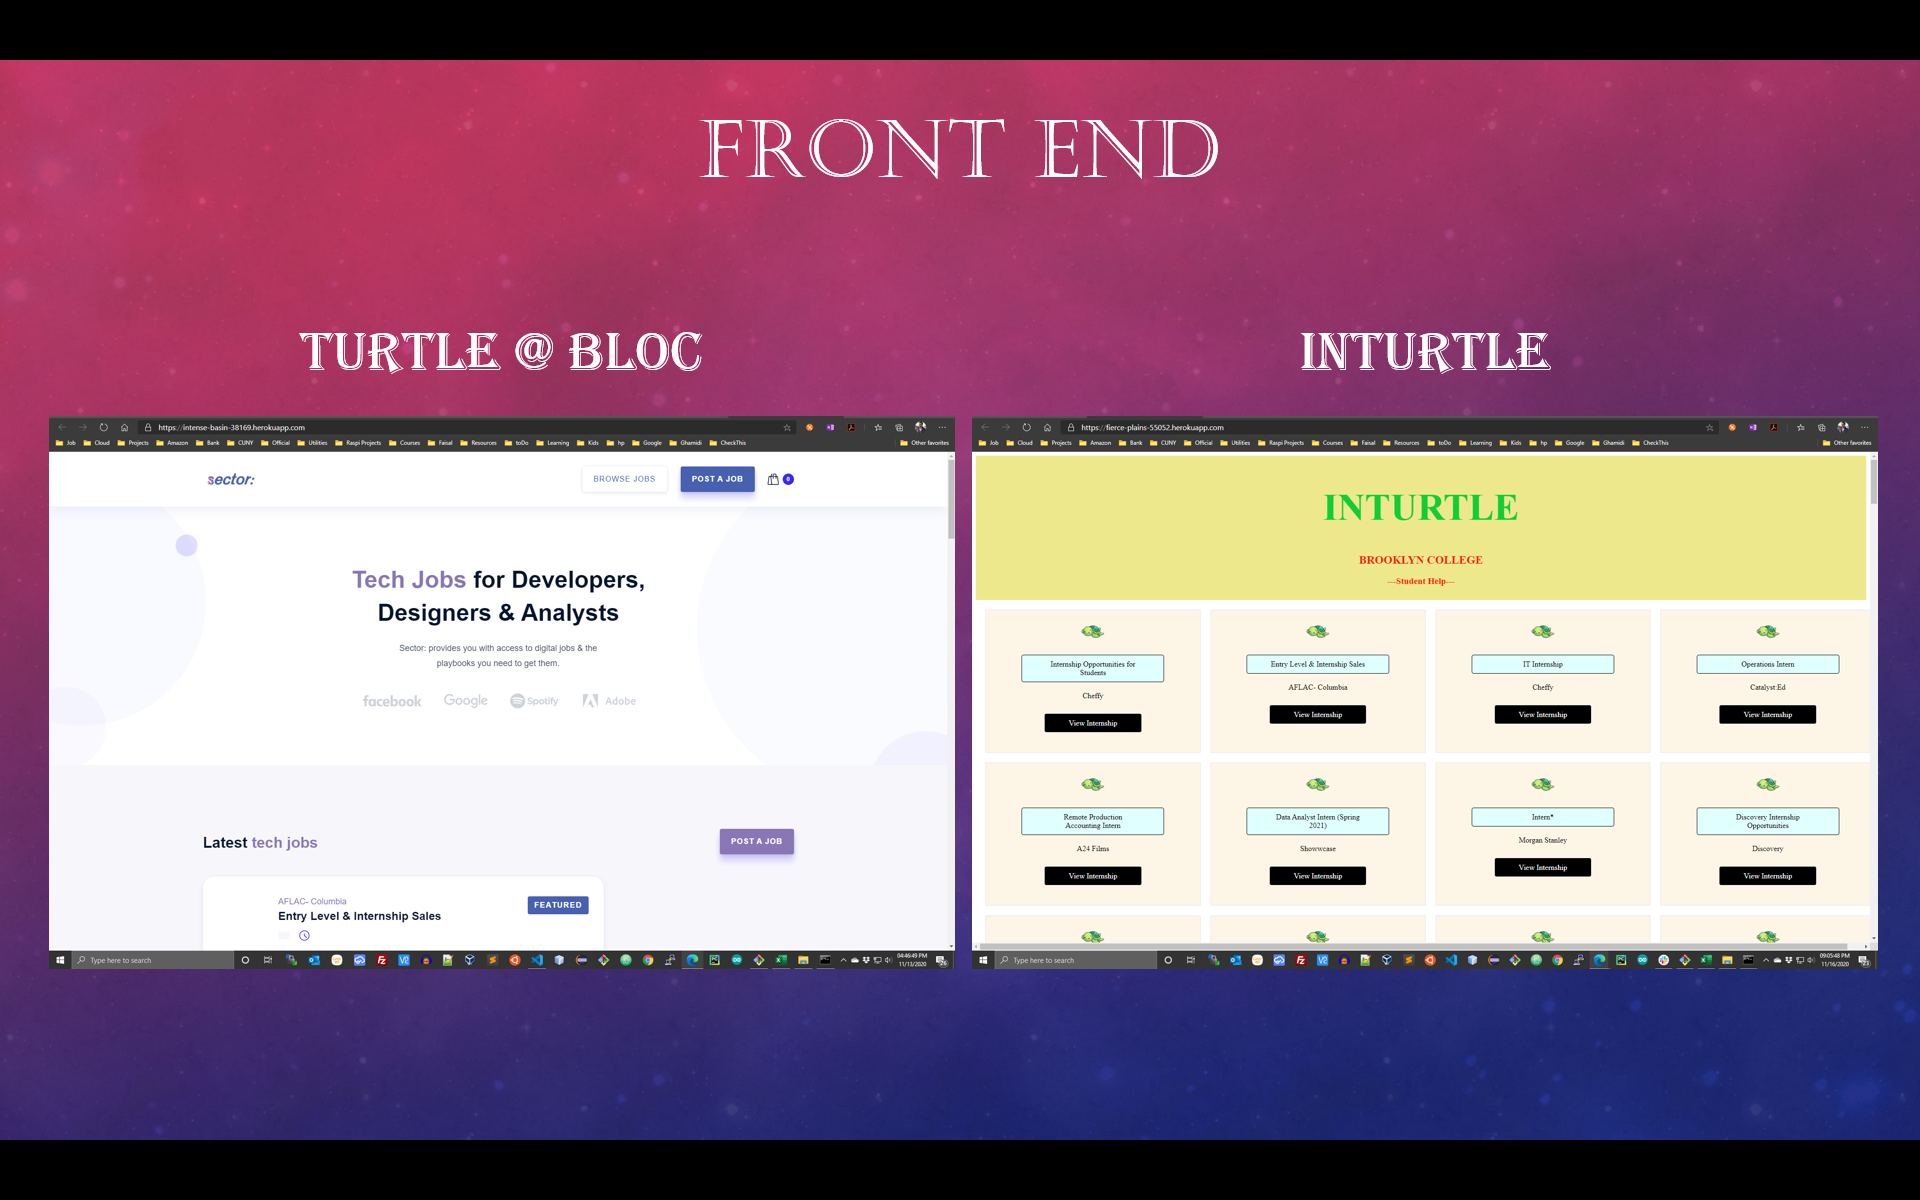 FRONT END
TURTLE @ BLOC
INTURTLE
https://intense-basin-38169.herokuapp.com
Job Cloud Projects Amazon Bank CUNY Official Utilities Raspi Projects Courses Faisal Resources toDo Learning Kids hp Google Ghamidi CheckThis Other favorites
sector:
BROWSE JOBS
POST A JOB
0
Tech Jobs for Developers,
Designers & Analysts
Sector: provides you with access to digital jobs & the
playbooks you need to get them.
facebook Google Spotify Adobe
Latest tech jobs
POST A JOB
AFLAC- Columbia
Entry Level & Internship Sales
FEATURED
Type here to search
04:46:49 PM
11/13/2020
https://fierce-plains-55052.herokuapp.com
Job Cloud Projects Amazon Bank CUNY Official Utilities Raspi Projects Courses Faisal Resources toDo Learning Kids hp Google Ghamidi CheckThis Other favorites
INTURTLE
BROOKLYN COLLEGE
---Student Help---
Internship Opportunities for
Students
Cheffy
View Internship
Entry Level & Internship Sales
AFLAC- Columbia
View Internship
IT Internship
Cheffy
View Internship
Operations Intern
Catalyst:Ed
View Internship
Remote Production
Accounting Intern
A24 Films
View Internship
Data Analyst Intern (Spring
2021)
Showwcase
View Internship
Intern*
Morgan Stanley
View Internship
Discovery Internship
Opportunities
Discovery
View Internship
Type here to search
09:05:48 PM
11/16/2020